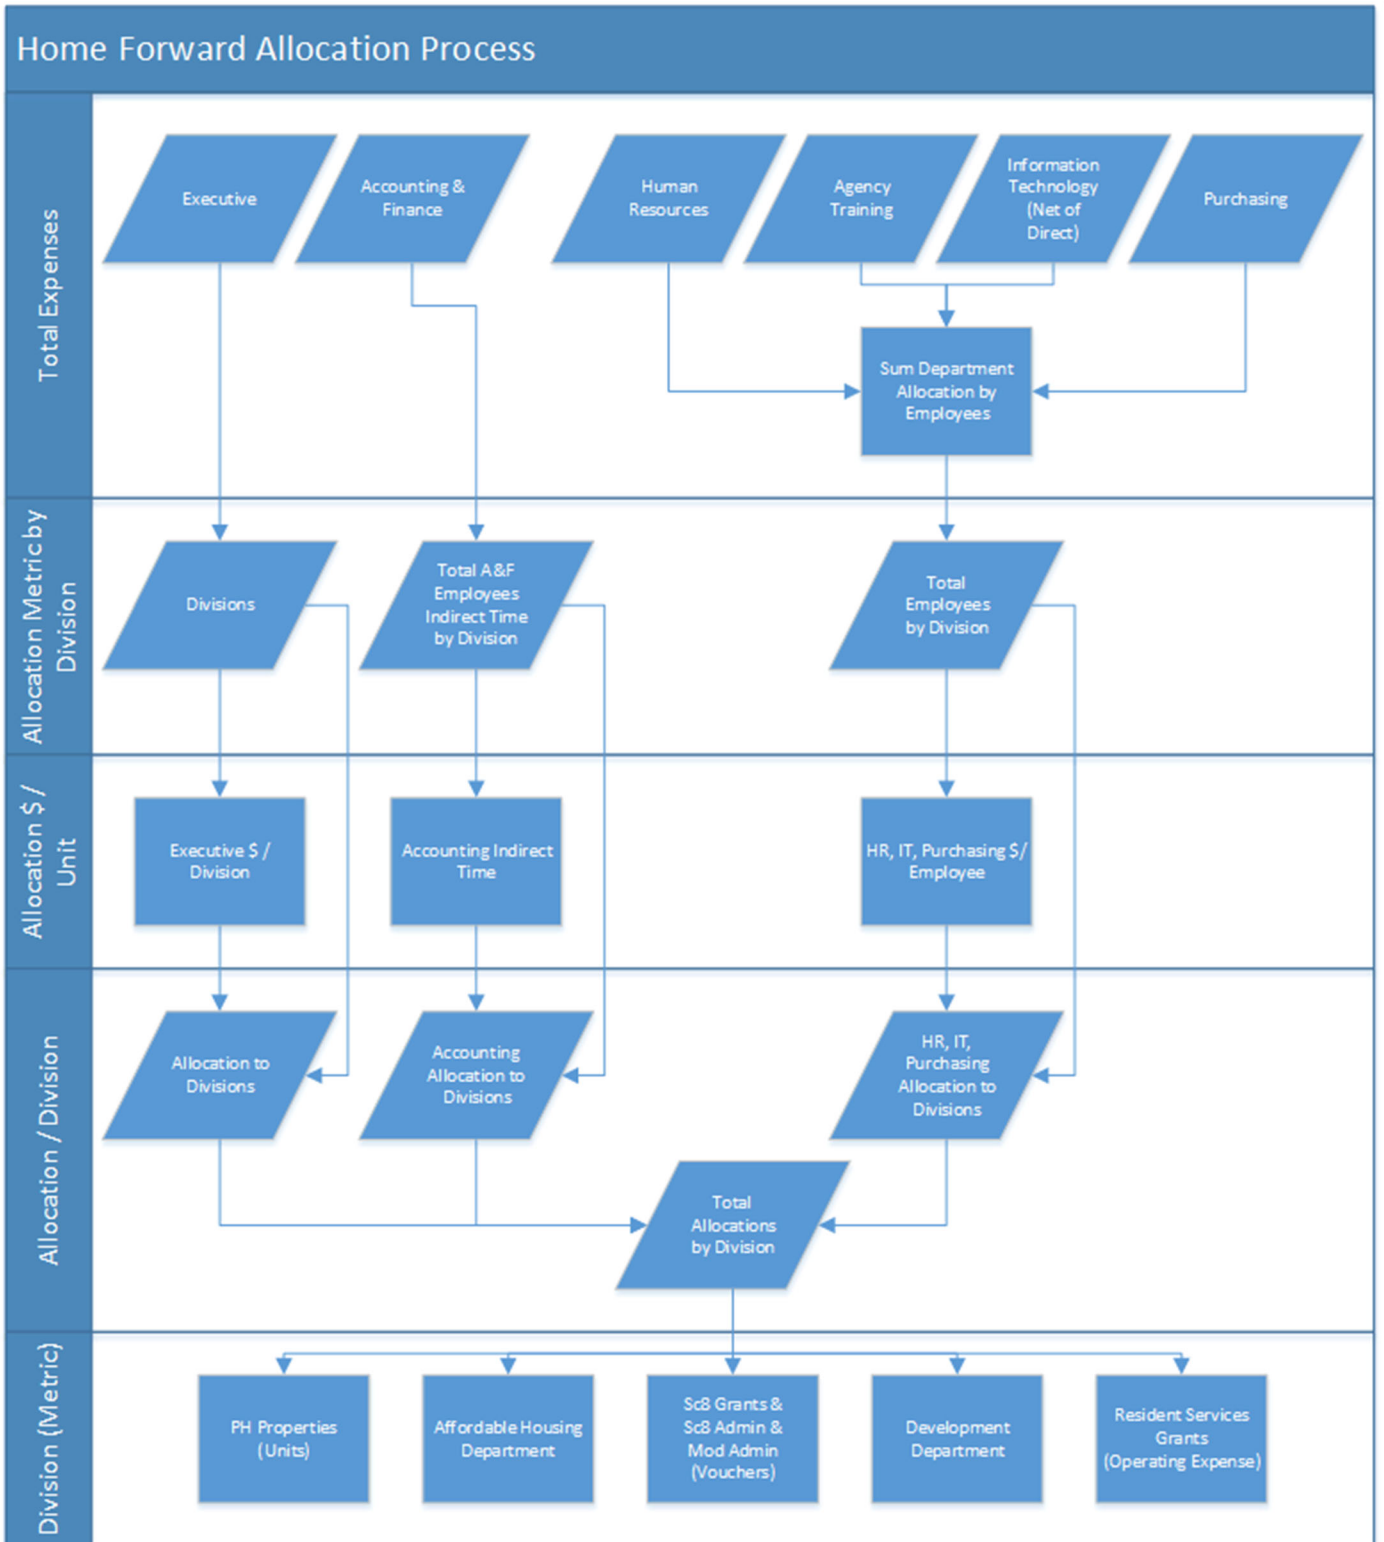 Home Forward Allocation Process
Total Expenses
Executive
Accounting &
Finance
Human
Resources
Agency
Training
Information
Technology
(Net of
Direct)
Purchasing
Sum Department
Allocation by
Employees
Allocation Metric by
Division
Divisions
Total A&F
Employees
Indirect Time
by Division
Total
Employees
by Division
Allocation $ /
Unit
Executive $ /
Division
Accounting Indirect
Time
HR, IT, Purchasing $/
Employee
Allocation / Division
Allocation to
Divisions
Accounting
Allocation to
Divisions
HR, IT,
Purchasing
Allocation to
Divisions
Total
Allocations
by Division
Division (Metric)
PH Properties
(Units)
Affordable Housing
Department
Sc8 Grants &
Sc8 Admin &
Mod Admin
(Vouchers)
Development
Department
Resident Services
Grants
(Operating Expense)